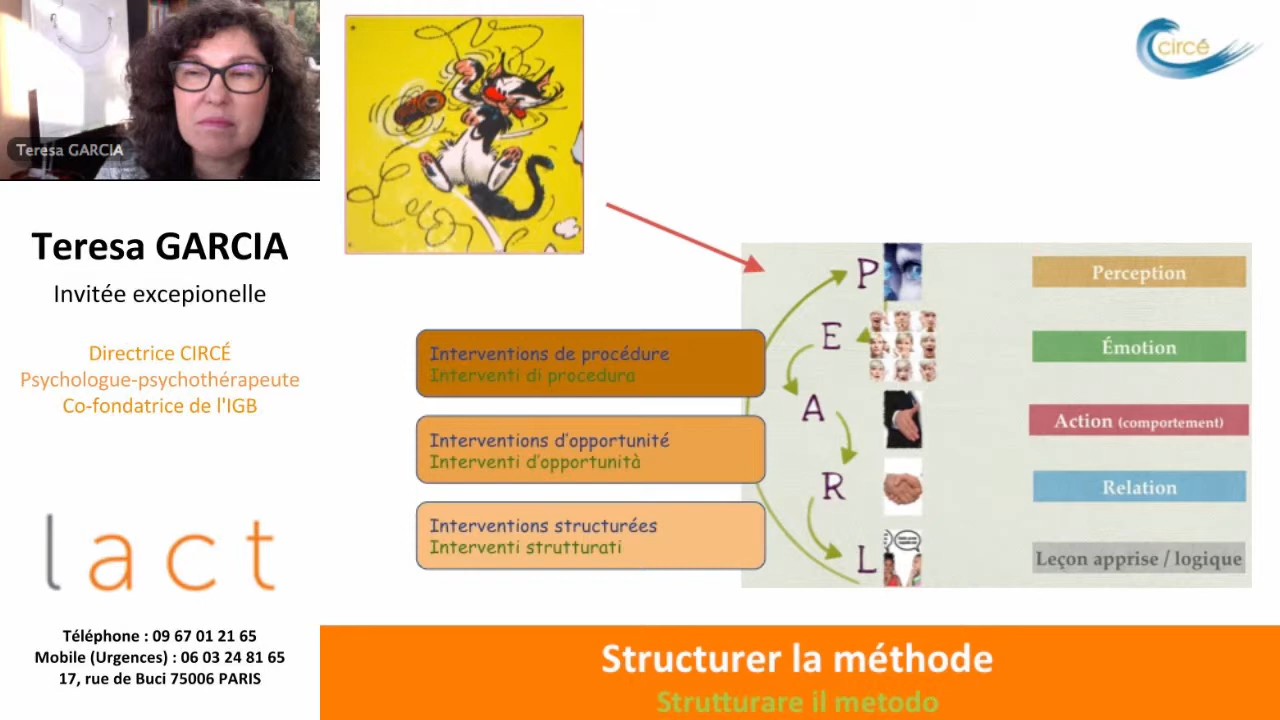 Teresa GARCIA
Teresa GARCIA
Invitée excepionelle
Directrice CIRCÉ
Psychologue-psychothérapeute
Co-fondatrice de l'IGB
lact
Téléphone : 09 67 01 21 65
Mobile (Urgences) : 06 03 24 81 65
17, rue de Buci 75006 PARIS
circé
Interventions de procédure
Interventi di procedura
Interventions d'opportunité
Interventi d'opportunità
Interventions structurées
Interventi strutturati
P
Perception
E
Émotion
A
Action (comportement)
R
Relation
L
Leçon apprise / logique
Structurer la méthode
Strutturare il metodo